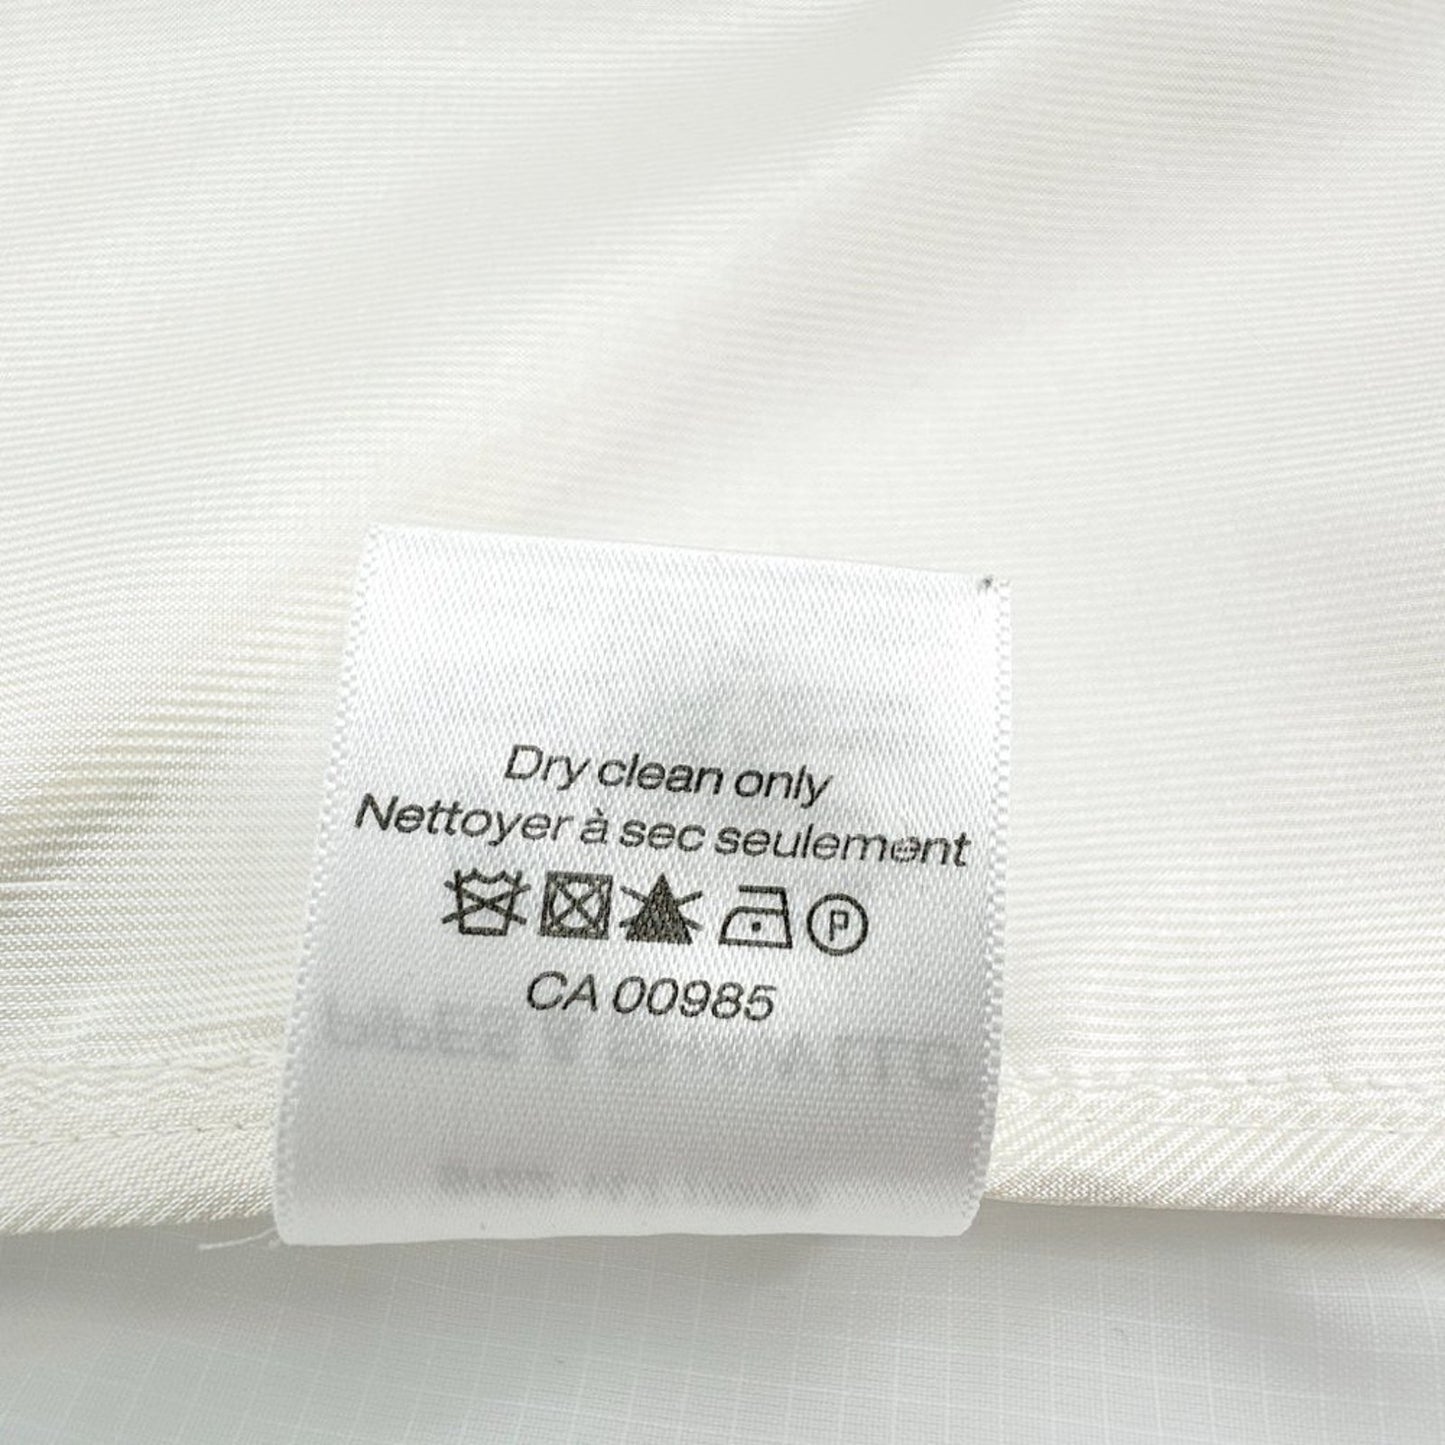 Dry clean only
Nettoyer à sec seulement
P
CA 00985